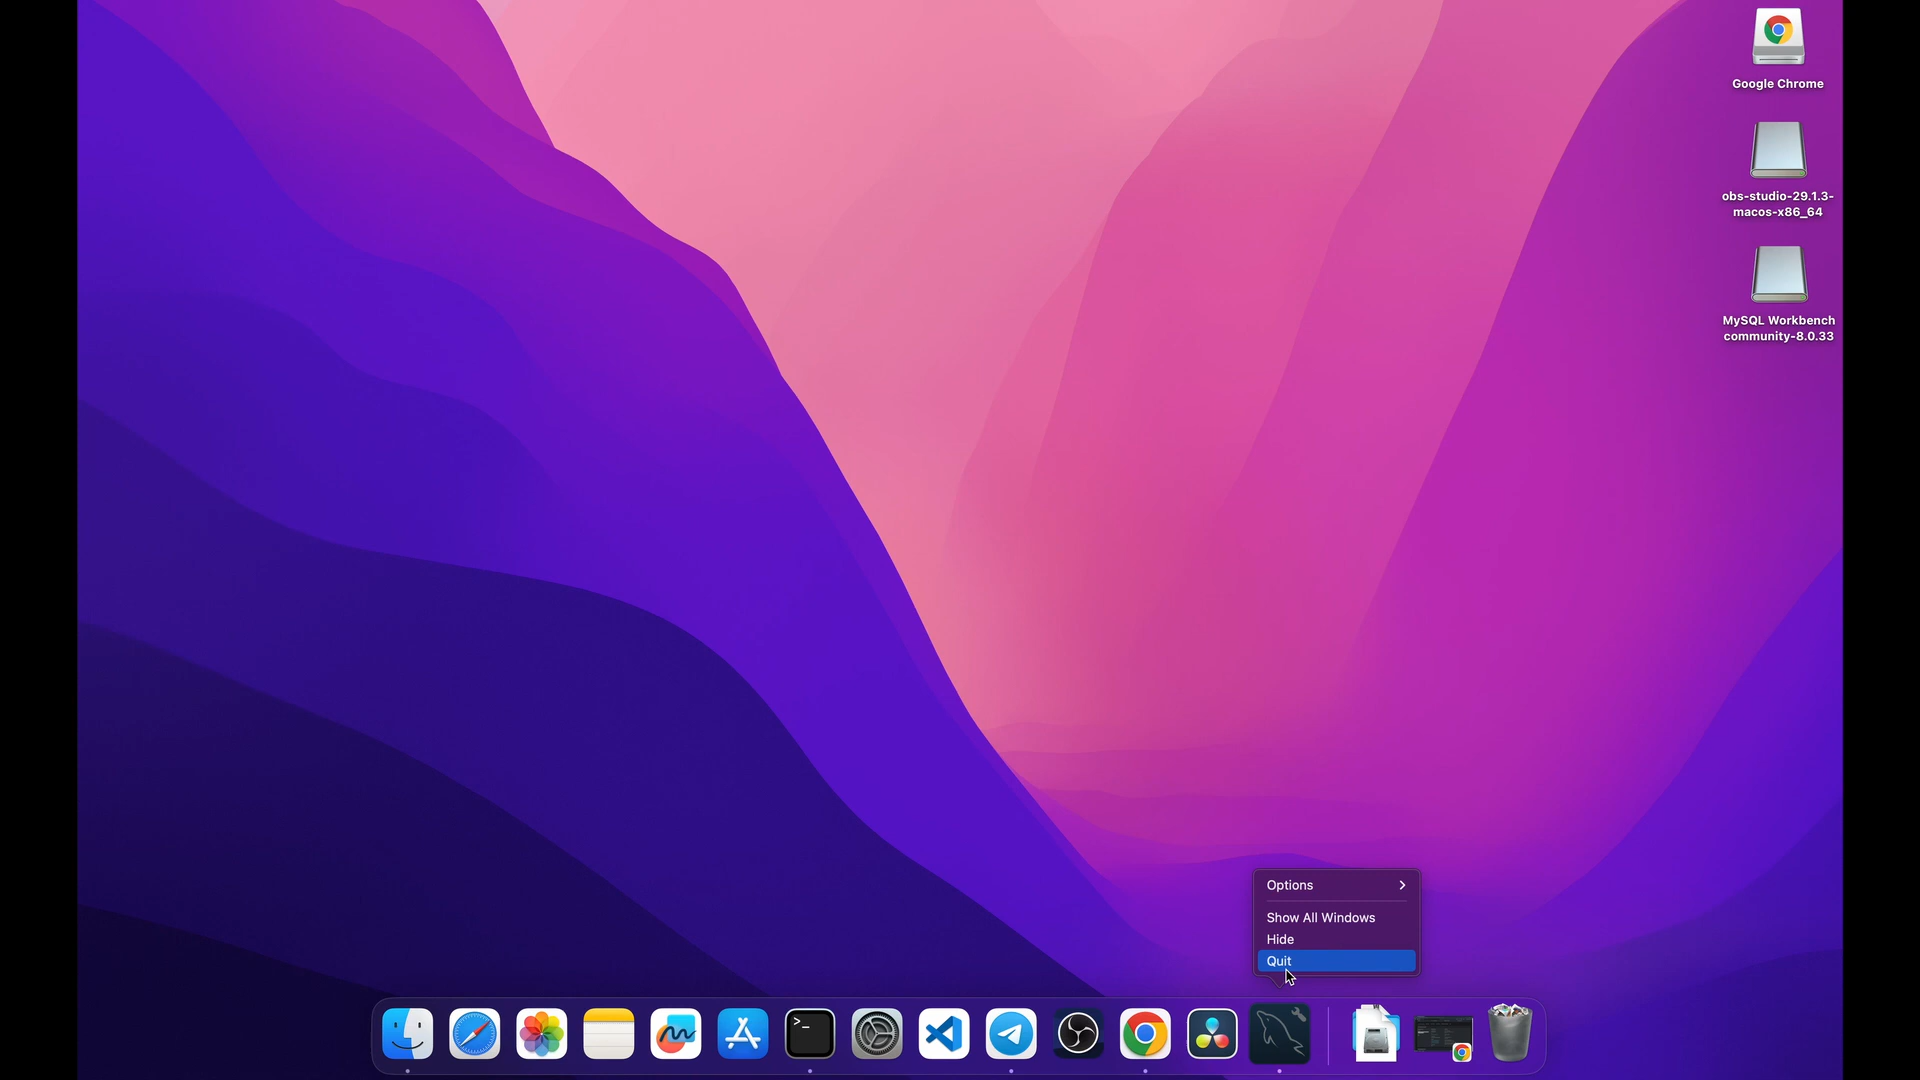 Google Chrome
obs-studio-29.1.3-
macos-x86_64
MySQL Workbench
community-8.0.33
Options
Show All Windows
Hide
Quit
>_